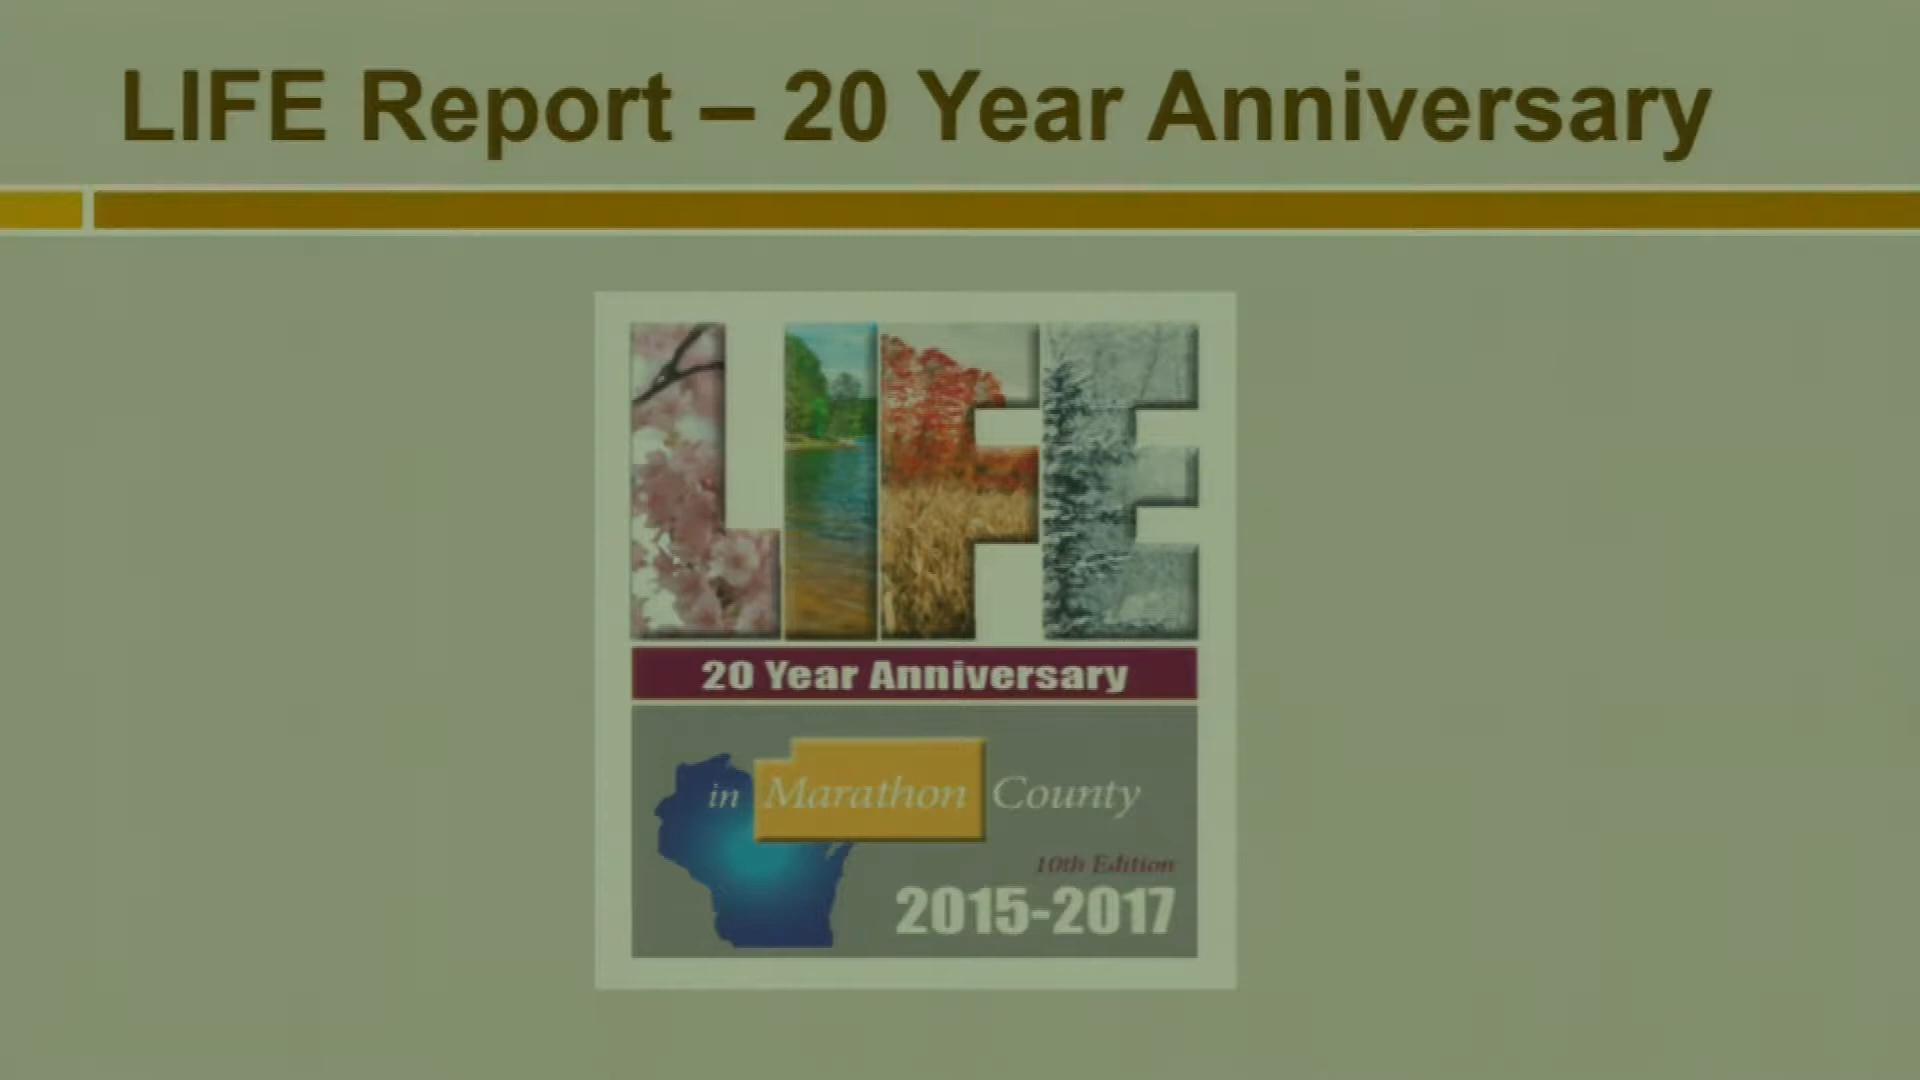 LIFE Report – 20 Year Anniversary
LIFE
20 Year Anniversary
in Marathon County
10th Edition
2015-2017